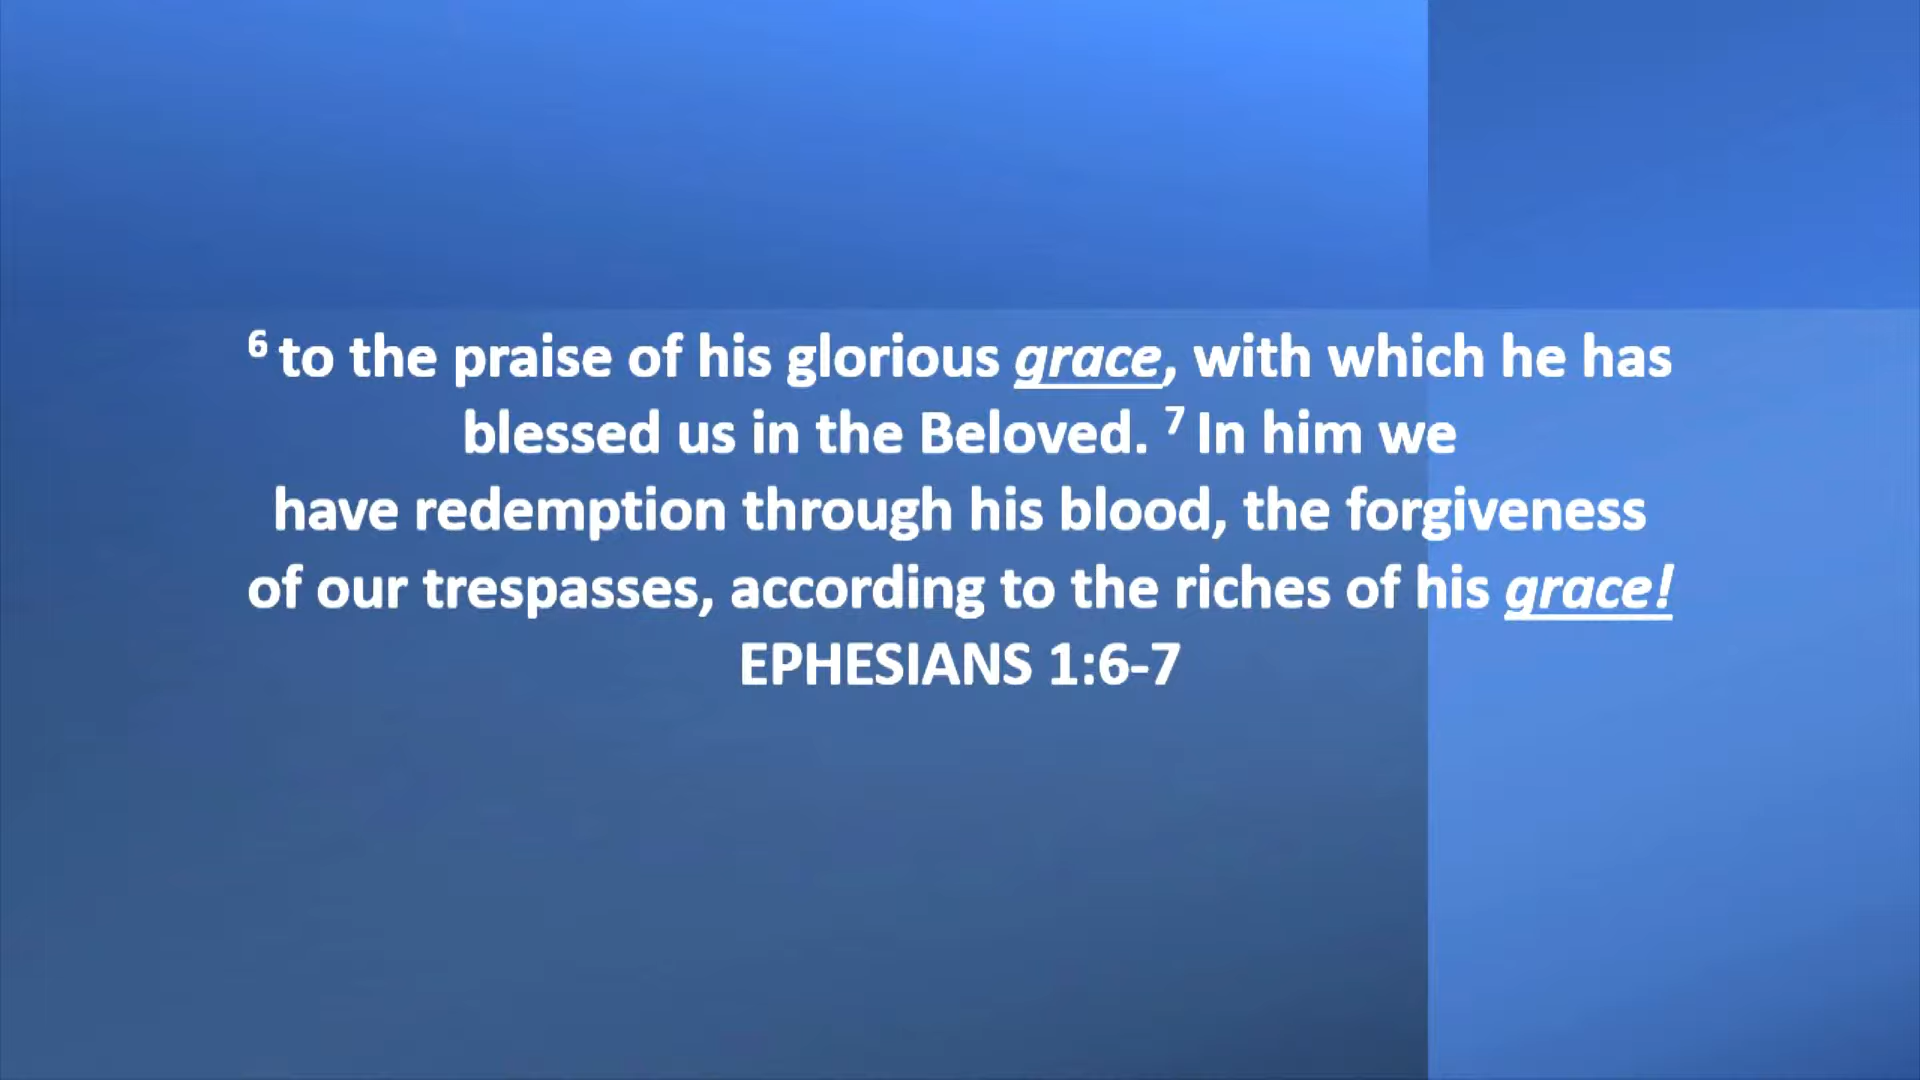 ⁶ to the praise of his glorious grace, with which he has
blessed us in the Beloved. ⁷ In him we
have redemption through his blood, the forgiveness
of our trespasses, according to the riches of his grace!
EPHESIANS 1:6-7